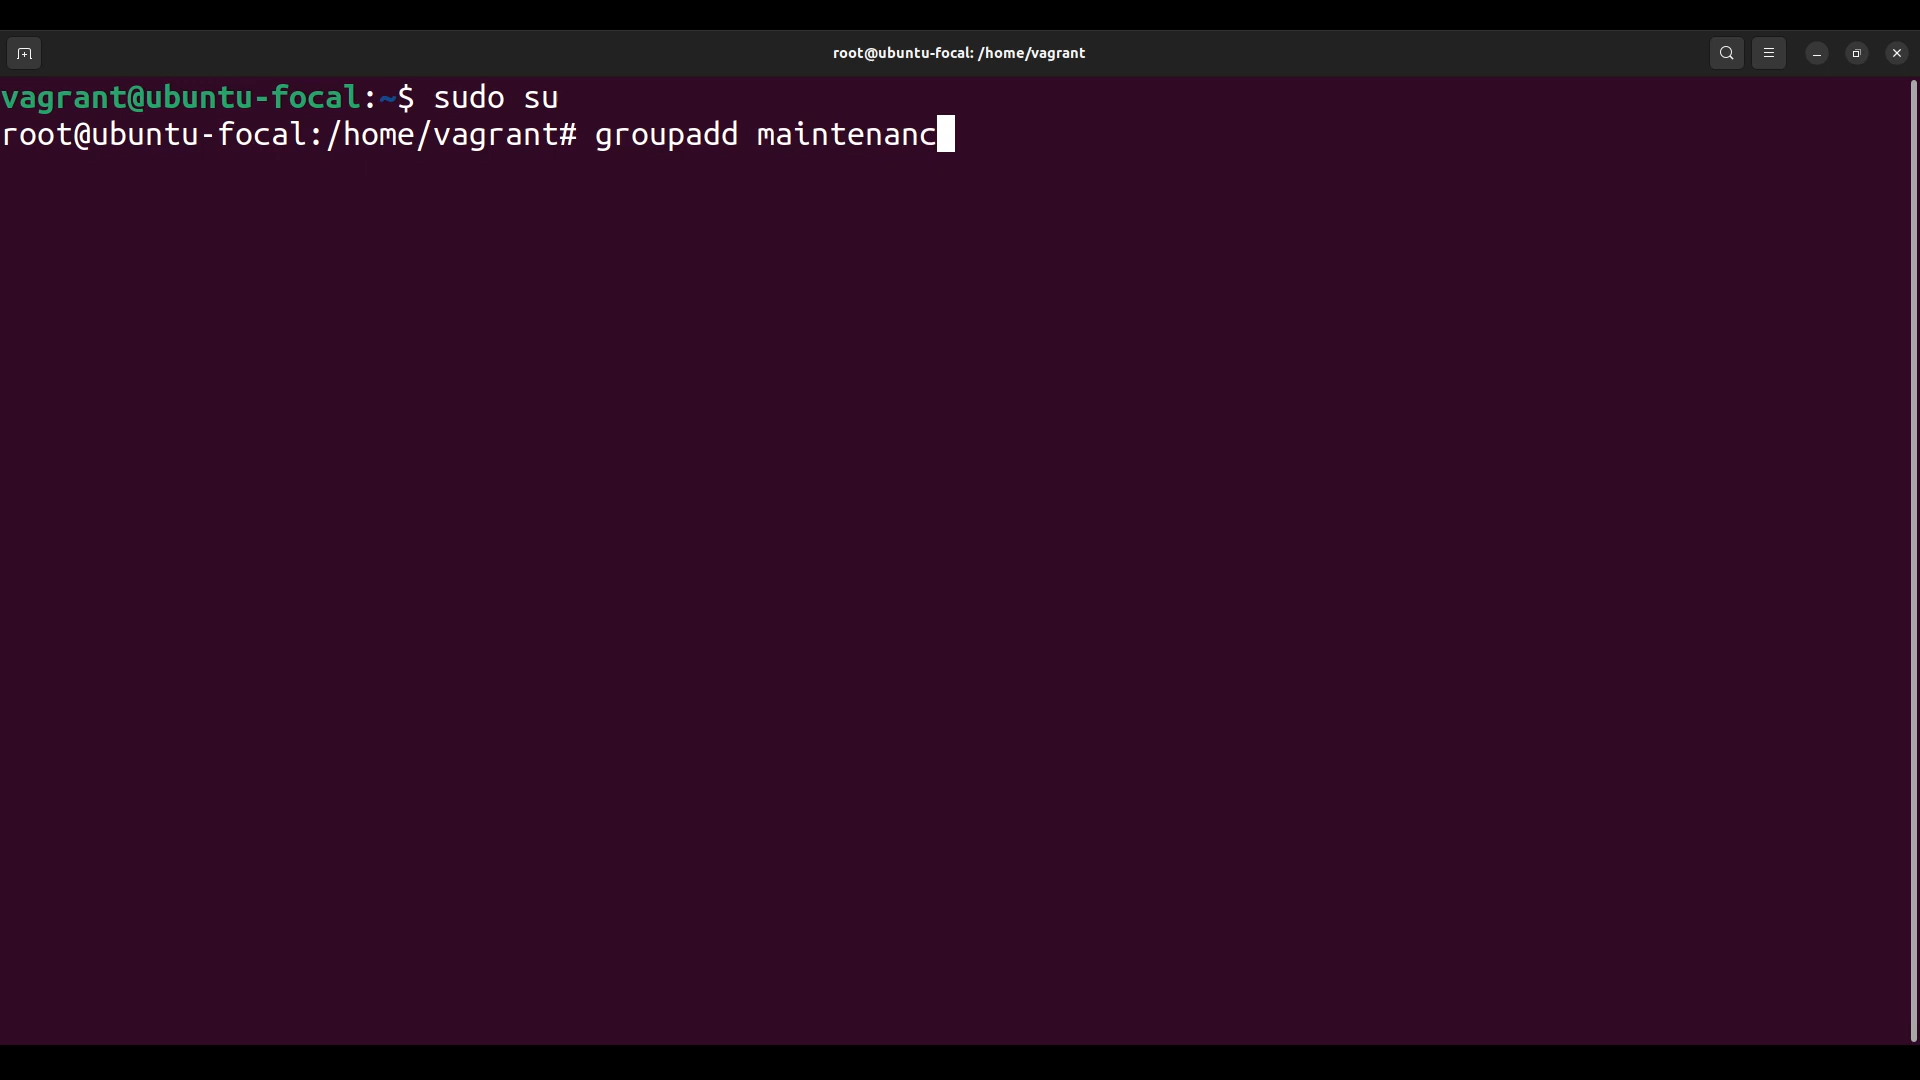 root@ubuntu-focal: /home/vagrant
vagrant@ubuntu-focal:~$ sudo su
root@ubuntu-focal:/home/vagrant# groupadd maintenanc